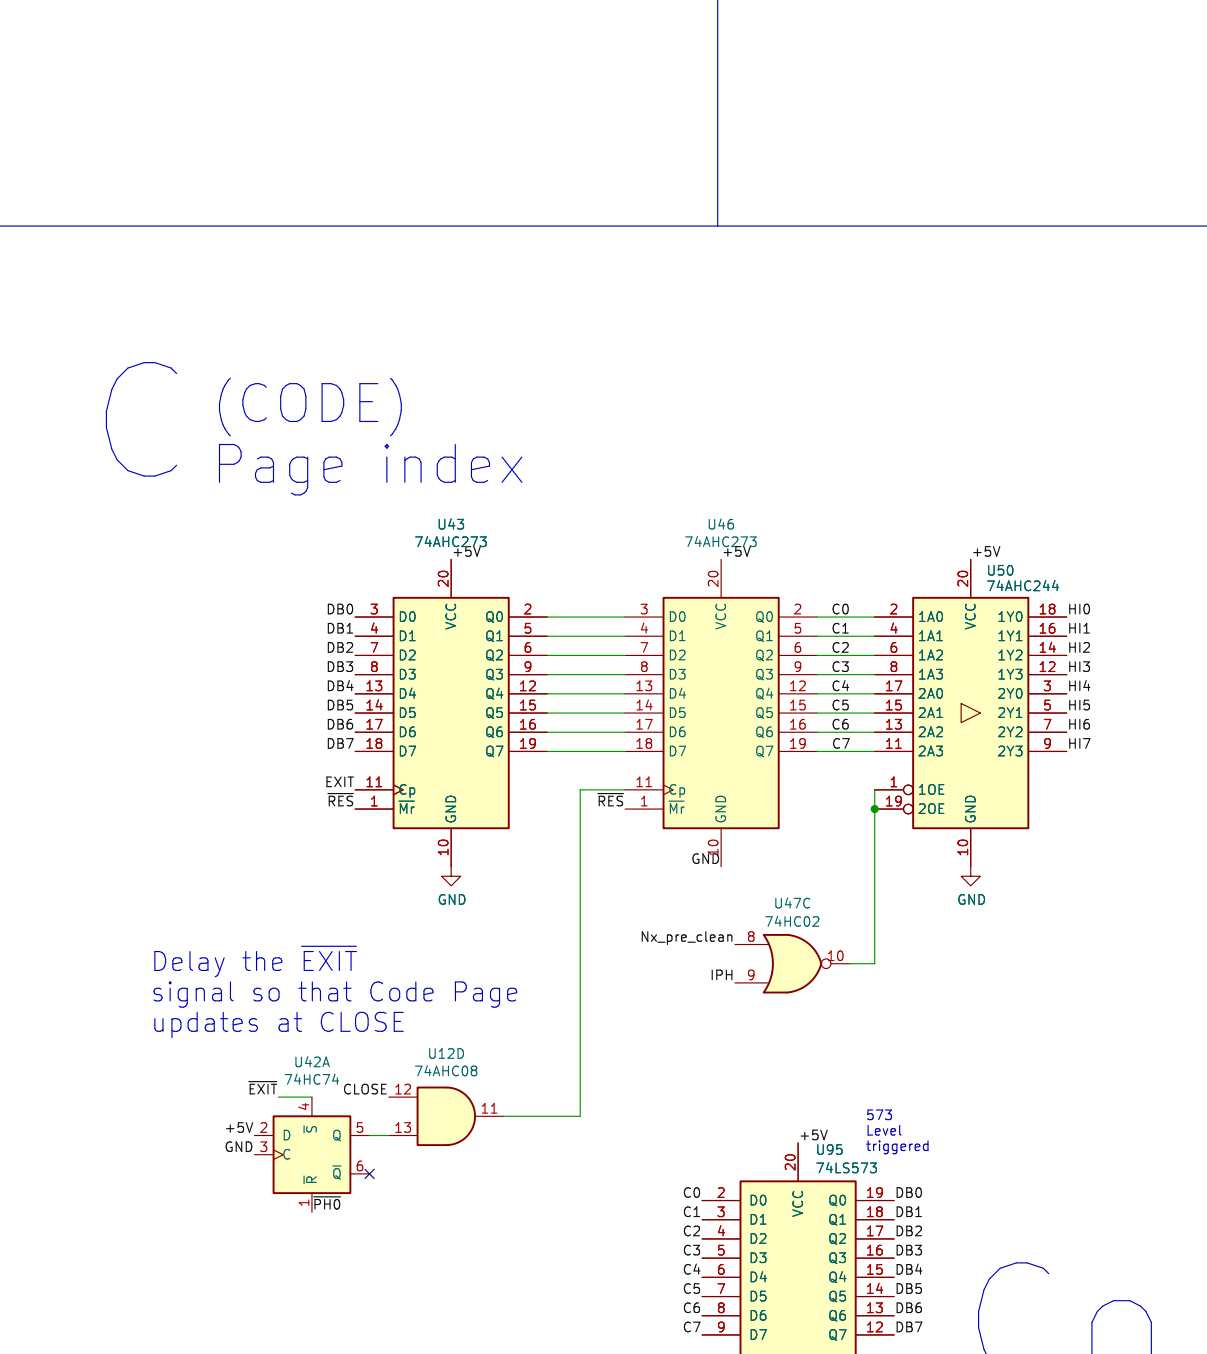 C
(CODE)
Page index
U43
74AHC273
+5V
20
VCC
DB0 3 D0 Q0 2
DB1 4 D1 Q1 5
DB2 7 D2 Q2 6
DB3 8 D3 Q3 9
DB4 13 D4 Q4 12
DB5 14 D5 Q5 15
DB6 17 D6 Q6 16
DB7 18 D7 Q7 19
EXIT 11 Cp
RES 1 Mr
GND
10
GND
U46
74AHC273
+5V
20
VCC
3 D0 Q0 2 C0
4 D1 Q1 5 C1
7 D2 Q2 6 C2
8 D3 Q3 9 C3
13 D4 Q4 12 C4
14 D5 Q5 15 C5
17 D6 Q6 16 C6
18 D7 Q7 19 C7
11 Cp
RES 1 Mr
GND
10
GND
+5V
U50
74AHC244
20
VCC
2 1A0 1Y0 18 HI0
4 1A1 1Y1 16 HI1
6 1A2 1Y2 14 HI2
8 1A3 1Y3 12 HI3
17 2A0 2Y0 3 HI4
15 2A1 2Y1 5 HI5
13 2A2 2Y2 7 HI6
11 2A3 2Y3 9 HI7
1 1OE
19 2OE
GND
10
GND
U47C
74HC02
Nx_pre_clean 8
10
IPH 9
Delay the EXIT
signal so that Code Page
updates at CLOSE
U42A
74HC74
EXIT
4
S
+5V 2 D Q 5
GND 3 C
Q 6
R
1
PH0
U12D
74AHC08
CLOSE 12
11
13
573
Level
triggered
+5V
U95
74LS573
20
VCC
C0 2 D0 Q0 19 DB0
C1 3 D1 Q1 18 DB1
C2 4 D2 Q2 17 DB2
C3 5 D3 Q3 16 DB3
C4 6 D4 Q4 15 DB4
C5 7 D5 Q5 14 DB5
C6 8 D6 Q6 13 DB6
C7 9 D7 Q7 12 DB7